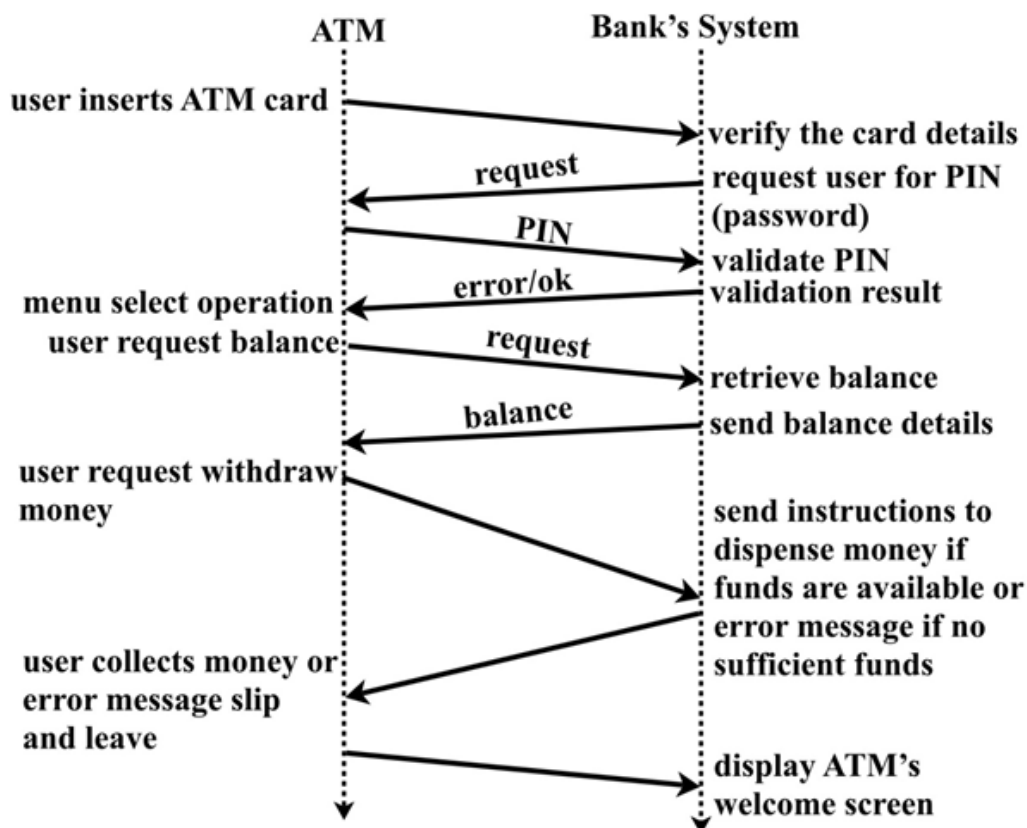 ATM
Bank's System
user inserts ATM card
verify the card details
request
request user for PIN
(password)
PIN
validate PIN
error/ok
validation result
menu select operation
user request balance
request
retrieve balance
balance
send balance details
user request withdraw
money
send instructions to
dispense money if
funds are available or
error message if no
sufficient funds
user collects money or
error message slip
and leave
display ATM's
welcome screen